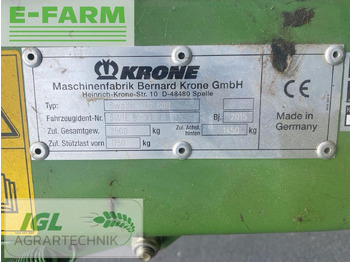 E-FARM
KRONE
Maschinenfabrik Bernard Krone GmbH
Heinrich-Krone-Str. 10 D-48480 Spelle
Typ:
Fahrzeugident-Nr. Bj. 2015
Zul. Gesamtgew. kg Zul. Achsl. hinten 1450 kg
Zul. Stützlast vorn kg
CE
Made in
Germany
IGL
AGRARTECHNIK